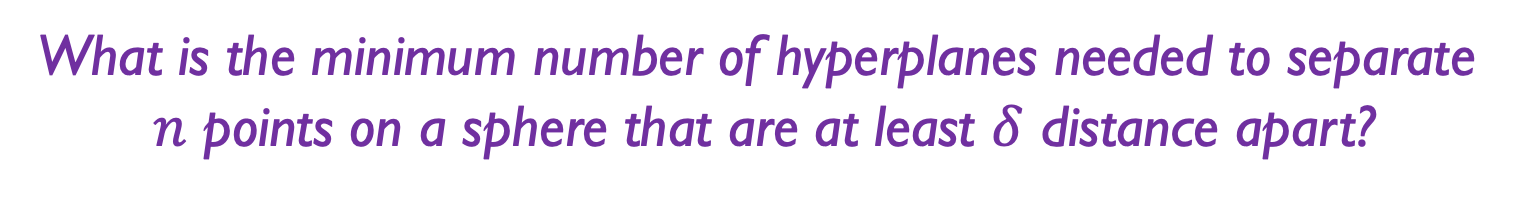 What is the minimum number of hyperplanes needed to separate
n points on a sphere that are at least δ distance apart?